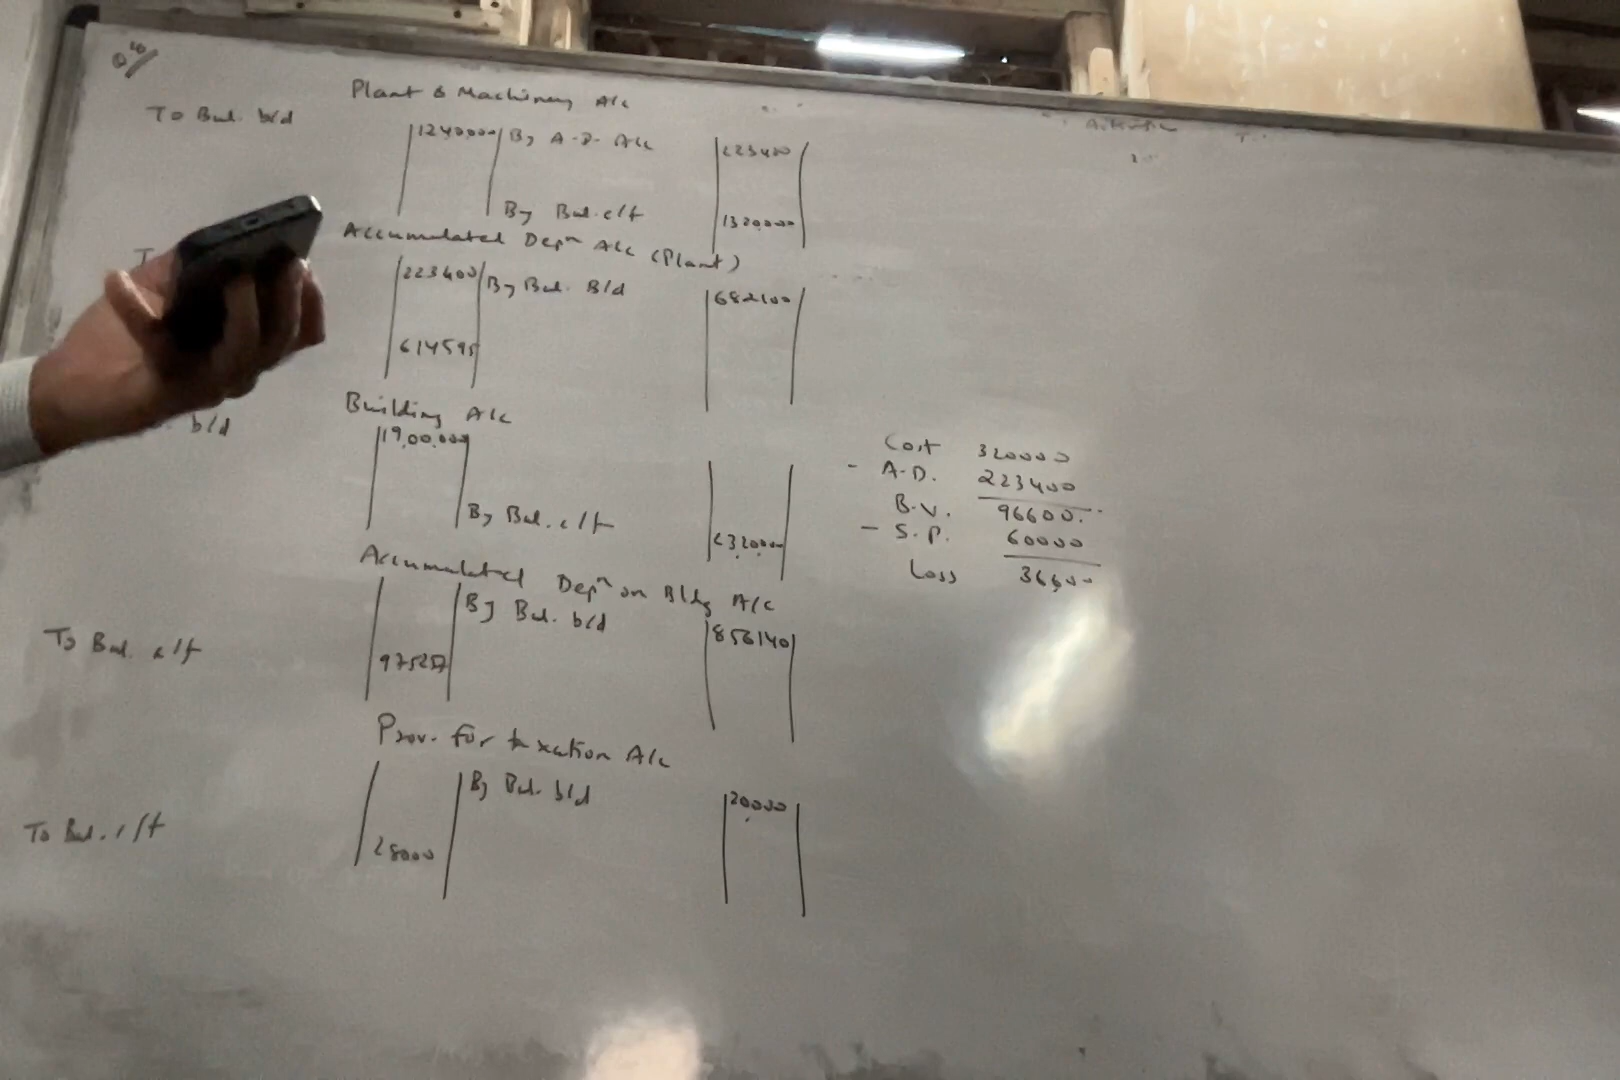 Q 10
Plant & Machinery A/c
To Bal. b/d 1240000 By A.D. A/c 223400
By Bal. c/f 1320000
Accumulated Depn A/c (Plant)
223400 By Bal. B/d 682100
614595
Building A/c
b/d 19,00,000
By Bal. c/f 2320000
Accumulated Depn on Bldg A/c
By Bal. b/d 856140
To Bal. c/f 975257
Prov. for taxation A/c
By Bal. b/d 20000
To Bal. c/f 28000
Cost 320000
- A.D. 223400
B.V. 96600.
- S.P. 60000
Loss 36600